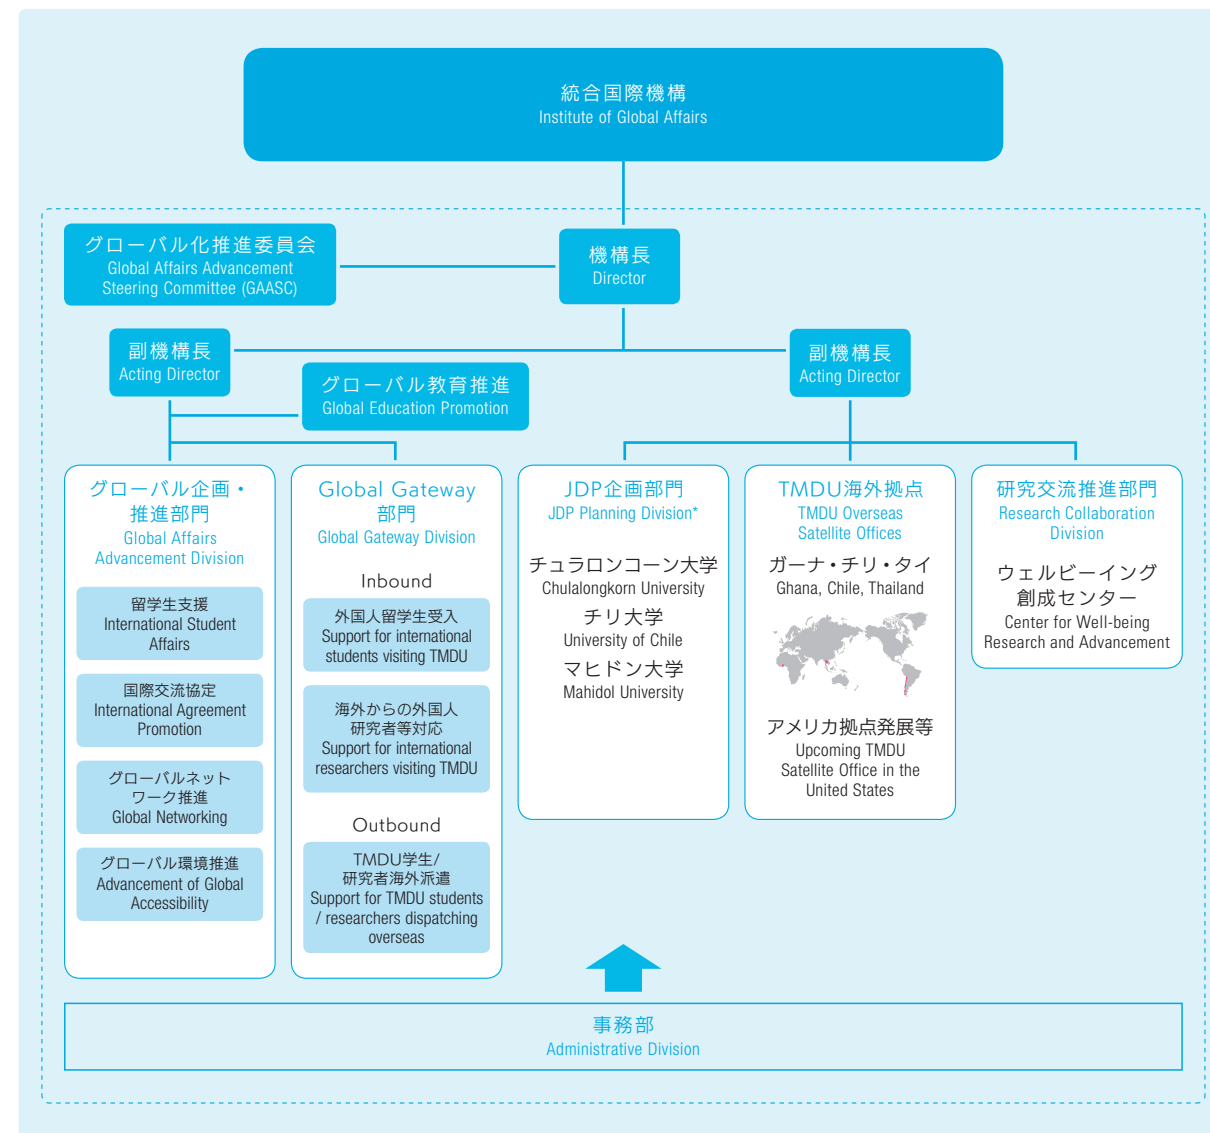 統合国際機構
Institute of Global Affairs
グローバル化推進委員会
Global Affairs Advancement
Steering Committee (GAASC)
機構長
Director
副機構長
Acting Director
副機構長
Acting Director
グローバル教育推進
Global Education Promotion
グローバル企画・
推進部門
Global Affairs
Advancement Division
留学生支援
International Student
Affairs
国際交流協定
International Agreement
Promotion
グローバルネット
ワーク推進
Global Networking
グローバル環境推進
Advancement of Global
Accessibility
Global Gateway
部門
Global Gateway Division
Inbound
外国人留学生受入
Support for international
students visiting TMDU
海外からの外国人
研究者等対応
Support for international
researchers visiting TMDU
Outbound
TMDU学生/
研究者海外派遣
Support for TMDU students
/ researchers dispatching
overseas
JDP企画部門
JDP Planning Division*
チュラロンコーン大学
Chulalongkorn University
チリ大学
University of Chile
マヒドン大学
Mahidol University
TMDU海外拠点
TMDU Overseas
Satellite Offices
ガーナ・チリ・タイ
Ghana, Chile, Thailand
アメリカ拠点発展等
Upcoming TMDU
Satellite Office in the
United States
研究交流推進部門
Research Collaboration
Division
ウェルビーイング
創成センター
Center for Well-being
Research and Advancement
事務部
Administrative Division